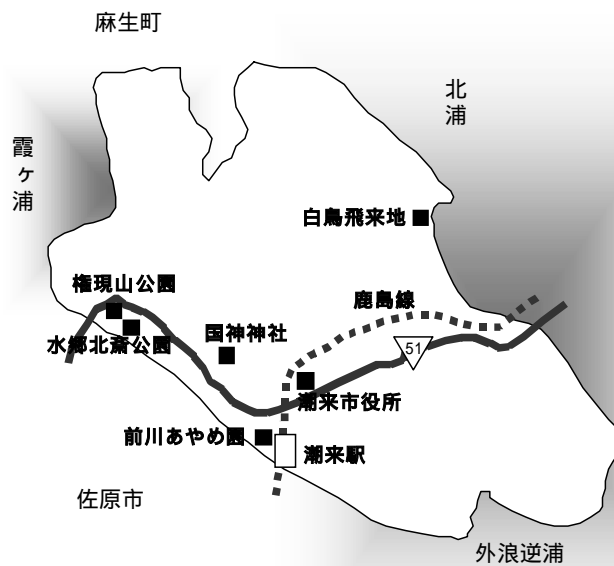 麻生町
北浦
霞ヶ浦
白鳥飛来地
権現山公園
鹿島線
国神神社
水郷北斎公園
51
潮来市役所
前川あやめ園
潮来駅
佐原市
外浪逆浦